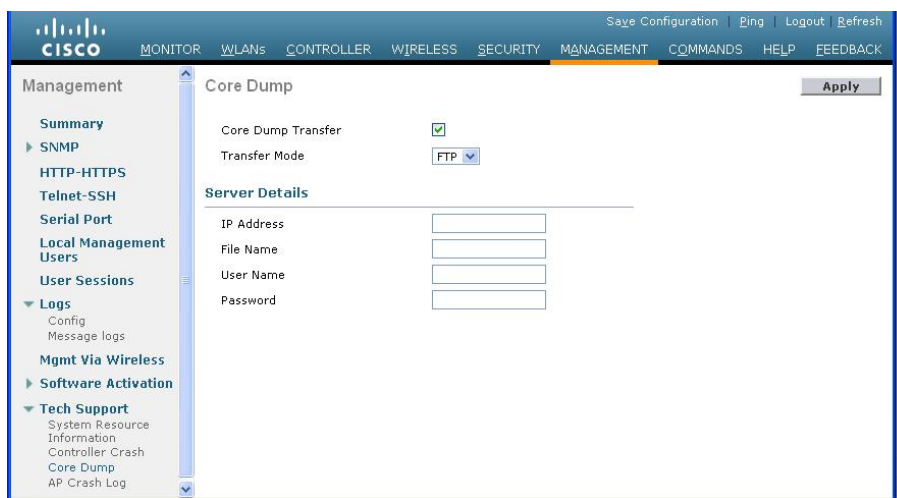 Save Configuration | Ping | Logout | Refresh
CISCO MONITOR WLANs CONTROLLER WIRELESS SECURITY MANAGEMENT COMMANDS HELP FEEDBACK
Management
Summary
SNMP
HTTP-HTTPS
Telnet-SSH
Serial Port
Local Management
Users
User Sessions
Logs
Config
Message logs
Mgmt Via Wireless
Software Activation
Tech Support
System Resource
Information
Controller Crash
Core Dump
AP Crash Log
Core Dump
Apply
Core Dump Transfer
Transfer Mode FTP
Server Details
IP Address
File Name
User Name
Password